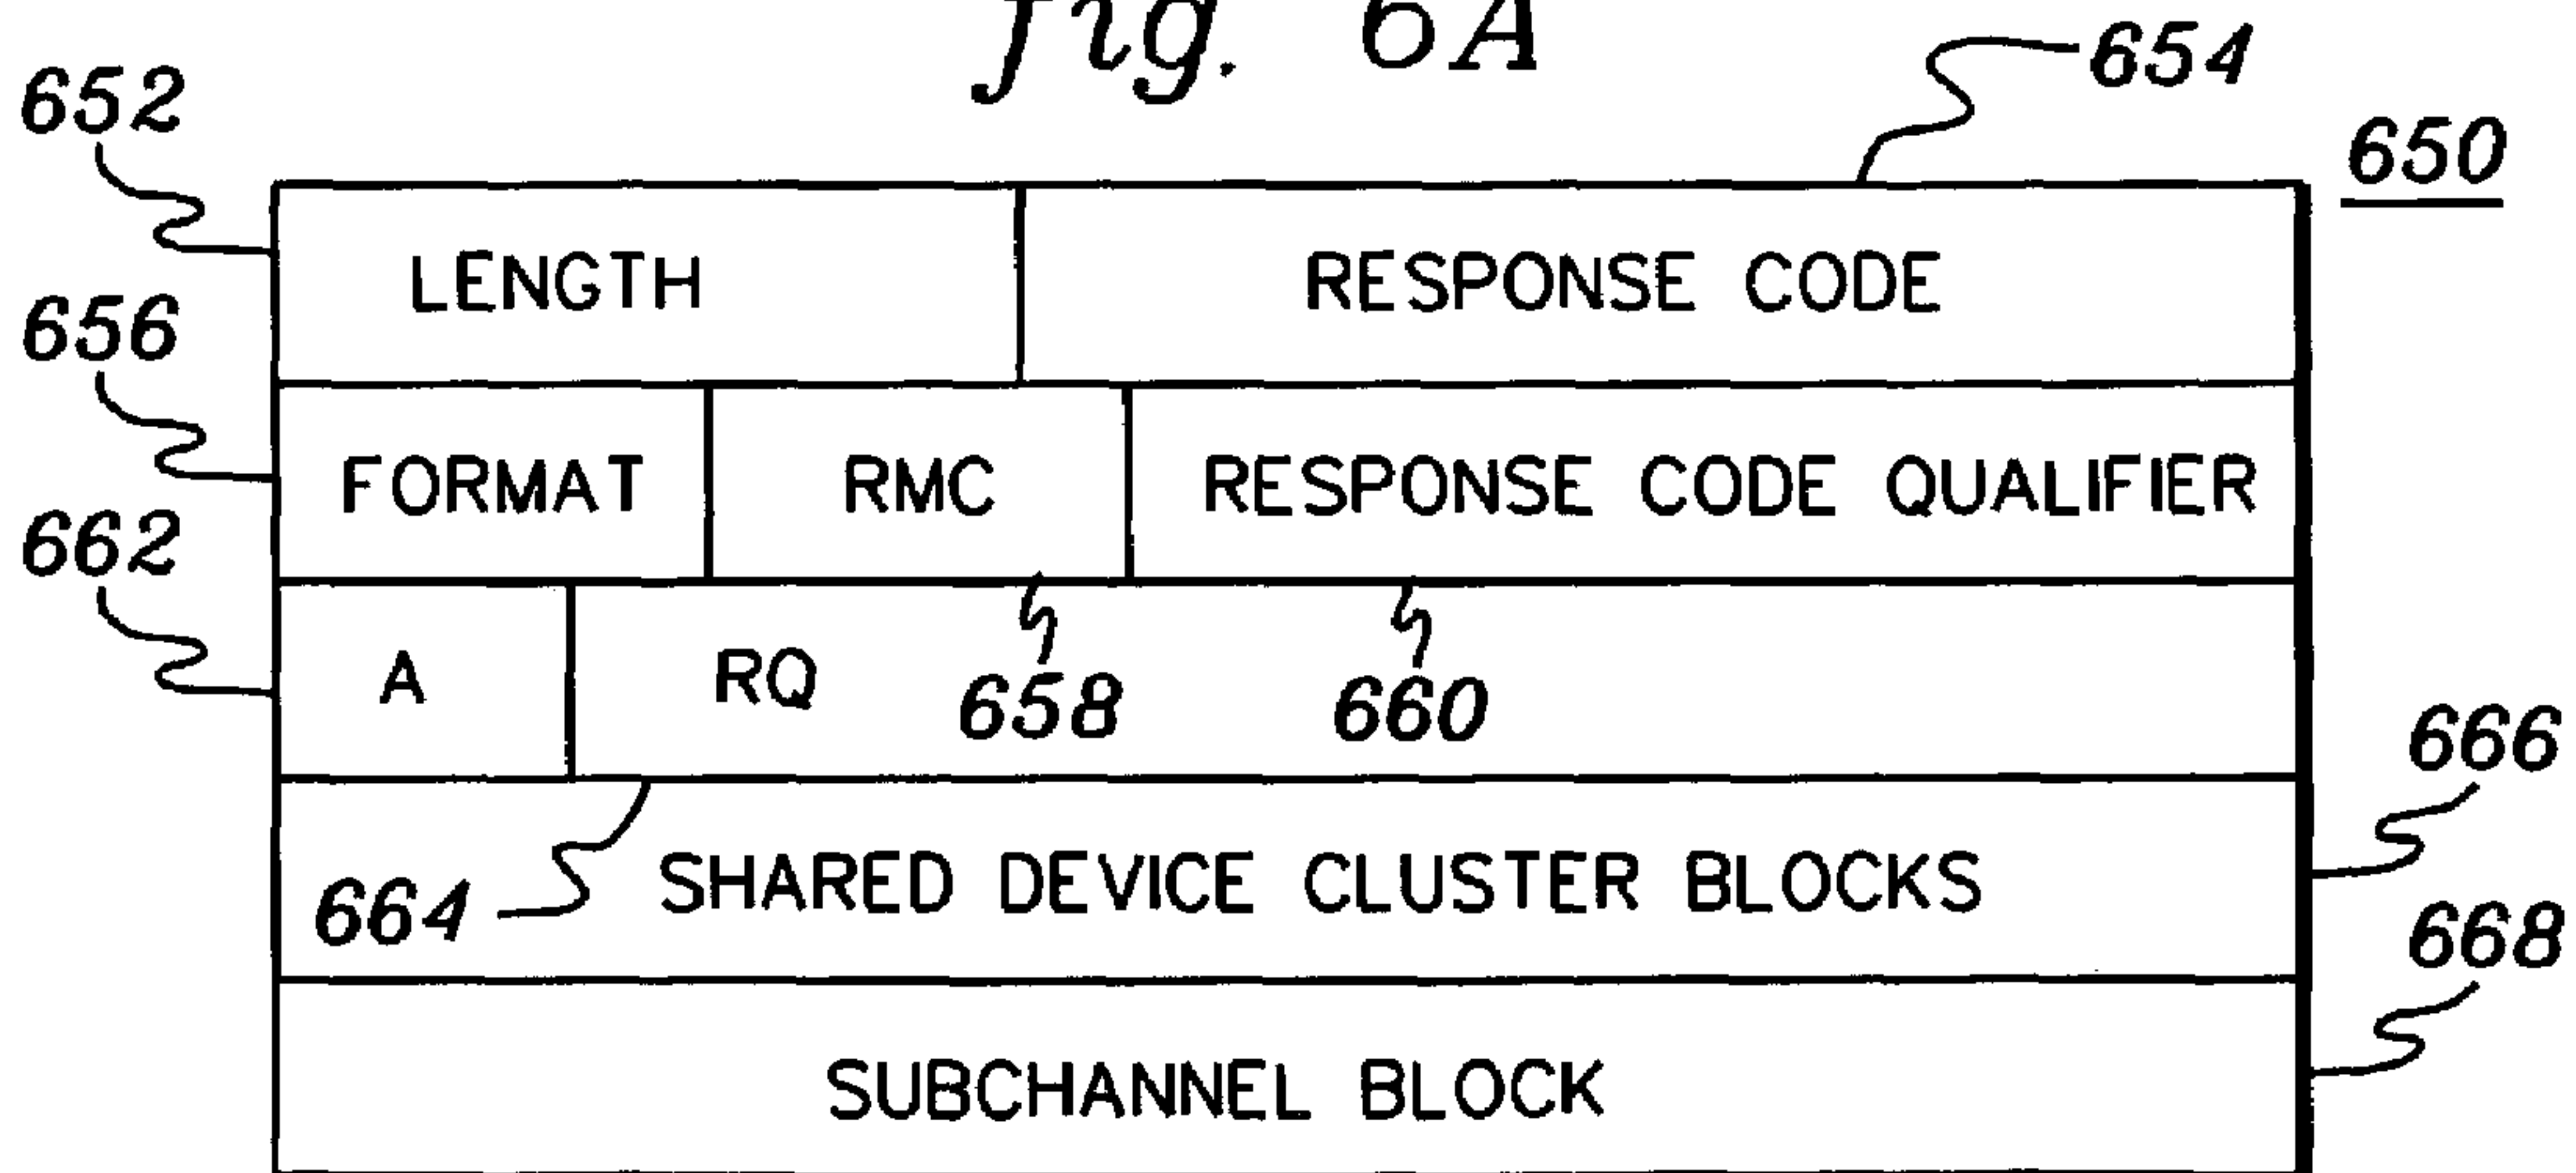 fig. 6A
654
652
650
LENGTH RESPONSE CODE
656
FORMAT RMC RESPONSE CODE QUALIFIER
662
A RQ
658 660
666
664 SHARED DEVICE CLUSTER BLOCKS
668
SUBCHANNEL BLOCK